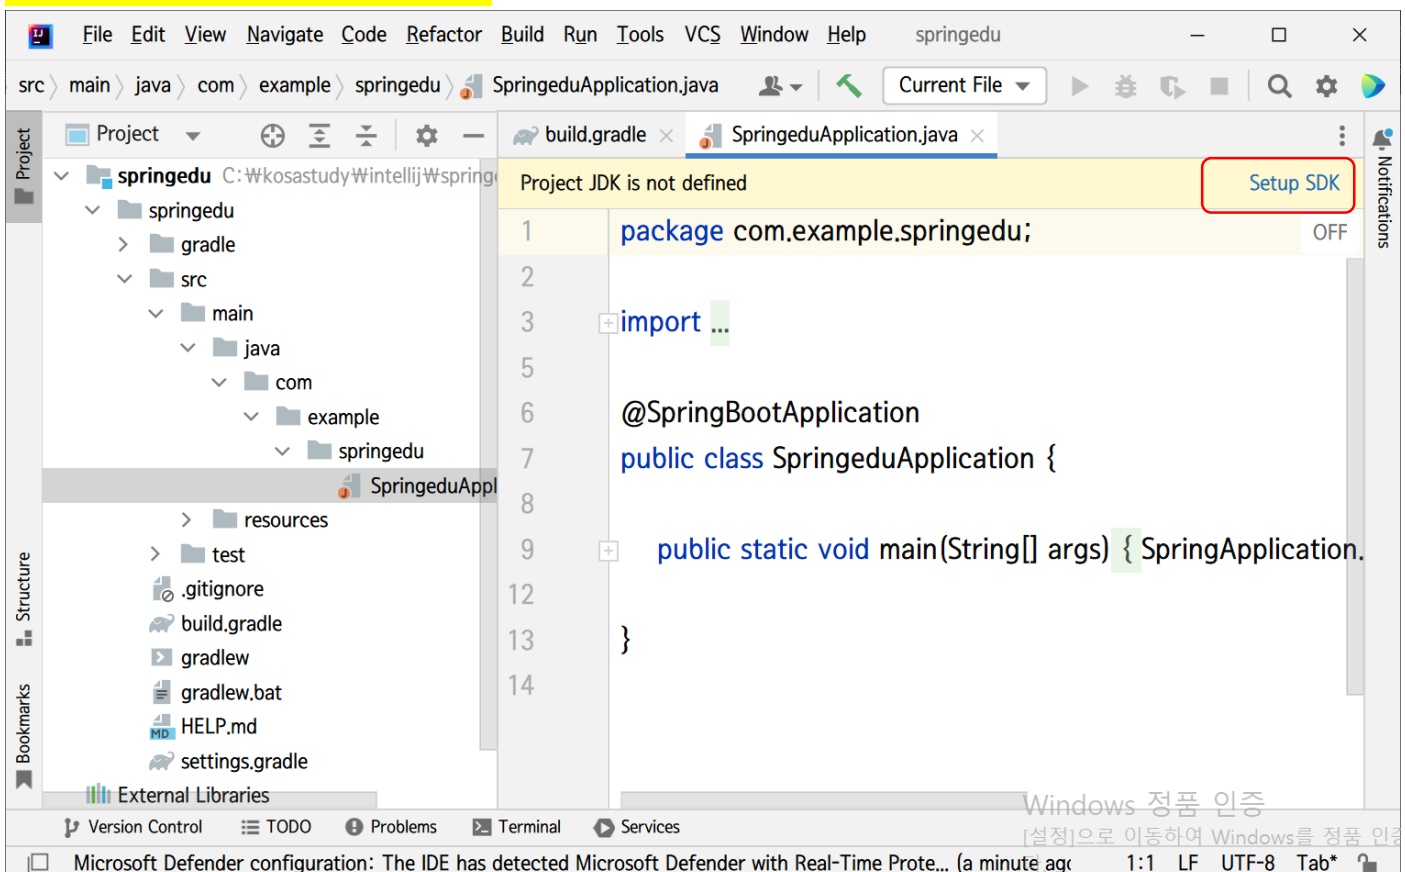 File Edit View Navigate Code Refactor Build Run Tools VCS Window Help springedu
src main java com example springedu SpringeduApplication.java Current File
Project
build.gradle SpringeduApplication.java
Project
Notifications
Structure
Bookmarks
springedu C:₩kosastudy₩intellij₩spring
springedu
gradle
src
main
java
com
example
springedu
SpringeduAppl
resources
test
.gitignore
build.gradle
gradlew
gradlew.bat
HELP.md
settings.gradle
External Libraries
Project JDK is not defined Setup SDK
OFF
1 package com.example.springedu;
2
3 import ...
5
6 @SpringBootApplication
7 public class SpringeduApplication {
8
9 public static void main(String[] args) { SpringApplication.
12
13 }
14
Windows 정품 인증
[설정]으로 이동하여 Windows를 정품 인증
Version Control TODO Problems Terminal Services
Microsoft Defender configuration: The IDE has detected Microsoft Defender with Real-Time Prote... (a minute ago 1:1 LF UTF-8 Tab*